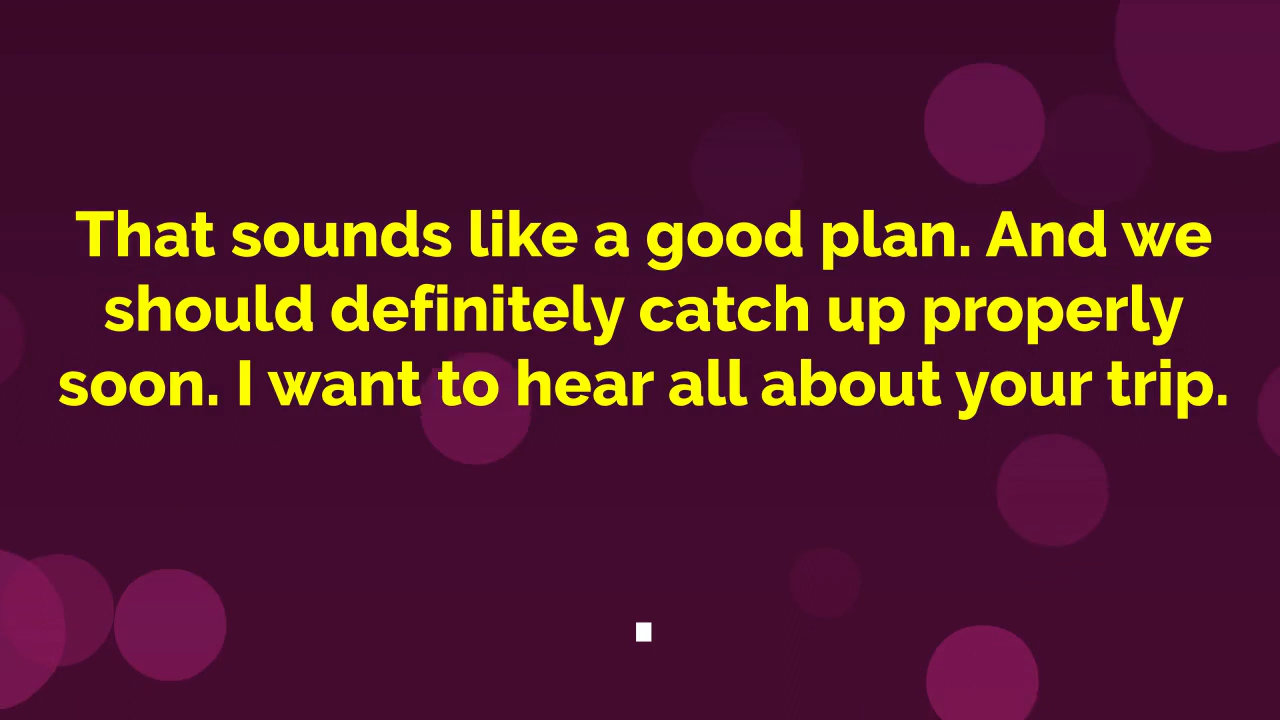 That sounds like a good plan. And we
should definitely catch up properly
soon. I want to hear all about your trip.